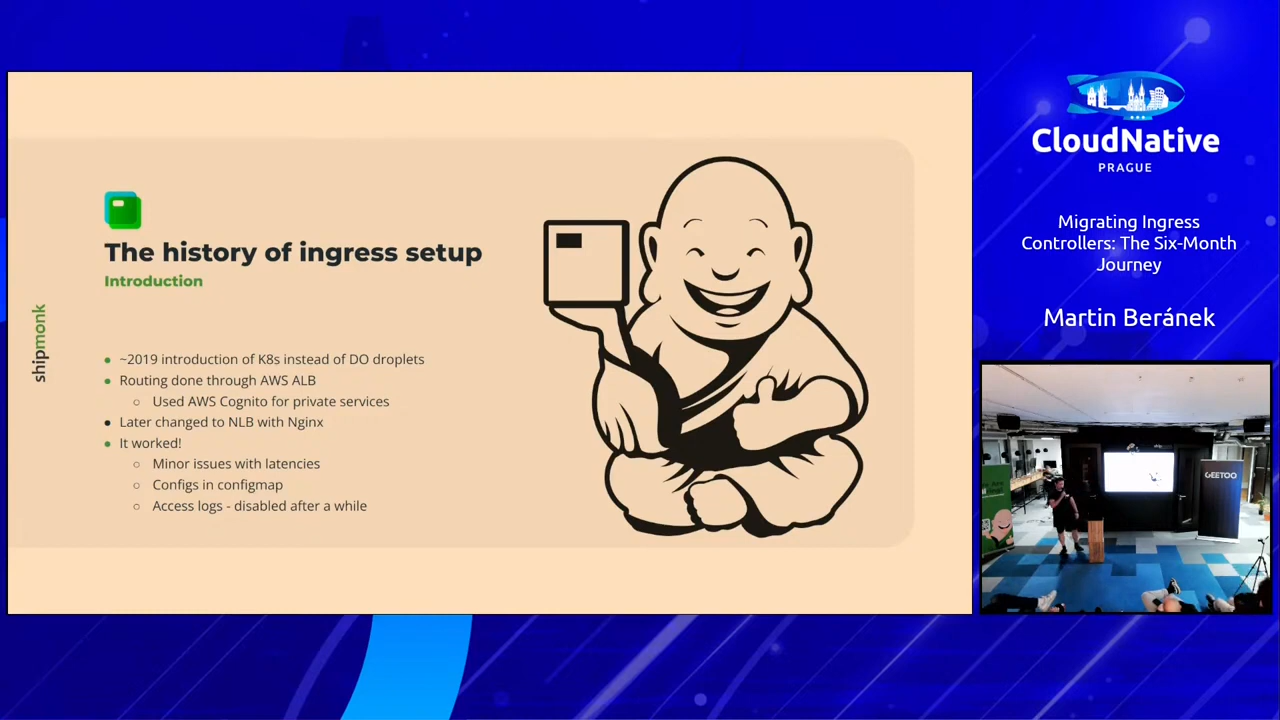 The history of ingress setup
Introduction
shipmonk
~2019 introduction of K8s instead of DO droplets
Routing done through AWS ALB
Used AWS Cognito for private services
Later changed to NLB with Nginx
It worked!
Minor issues with latencies
Configs in configmap
Access logs - disabled after a while
CloudNative
PRAGUE
Migrating Ingress
Controllers: The Six-Month
Journey
Martin Beránek
GEETOO